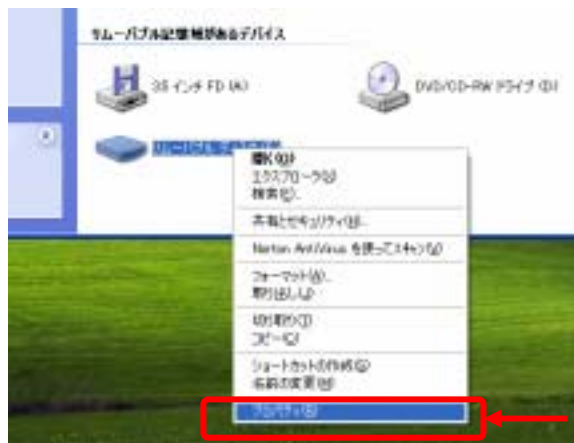 リムーバブル記憶域があるデバイス
3.5 インチ FD (A:)
DVD/CD-RW ドライブ (D:)
開く(O)
エクスプローラ(X)
検索(E)...
共有とセキュリティ(H)...
Norton AntiVirus を使ってスキャン(W)
フォーマット(A)...
取り出し(J)
切り取り(T)
コピー(C)
ショートカットの作成(S)
名前の変更(M)
プロパティ(R)